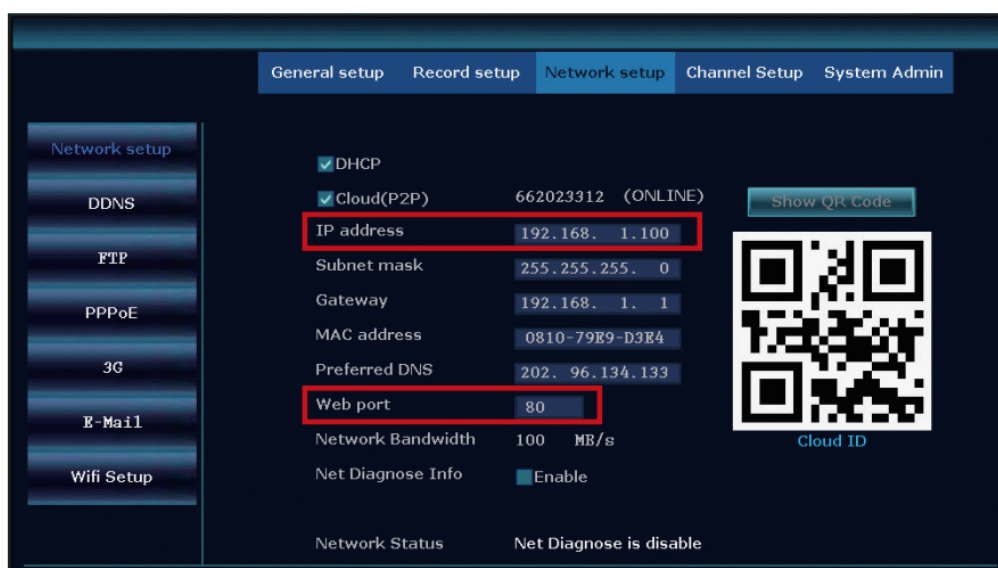 General setup Record setup Network setup Channel Setup System Admin
Network setup
DDNS
FTP
PPPoE
3G
E-Mail
Wifi Setup
DHCP
Cloud(P2P) 662023312 (ONLINE) Show QR Code
IP address 192.168. 1.100
Subnet mask 255.255.255. 0
Gateway 192.168. 1. 1
MAC address 0810-79E9-D3E4
Preferred DNS 202. 96.134.133
Web port 80
Network Bandwidth 100 MB/s
Cloud ID
Net Diagnose Info Enable
Network Status Net Diagnose is disable